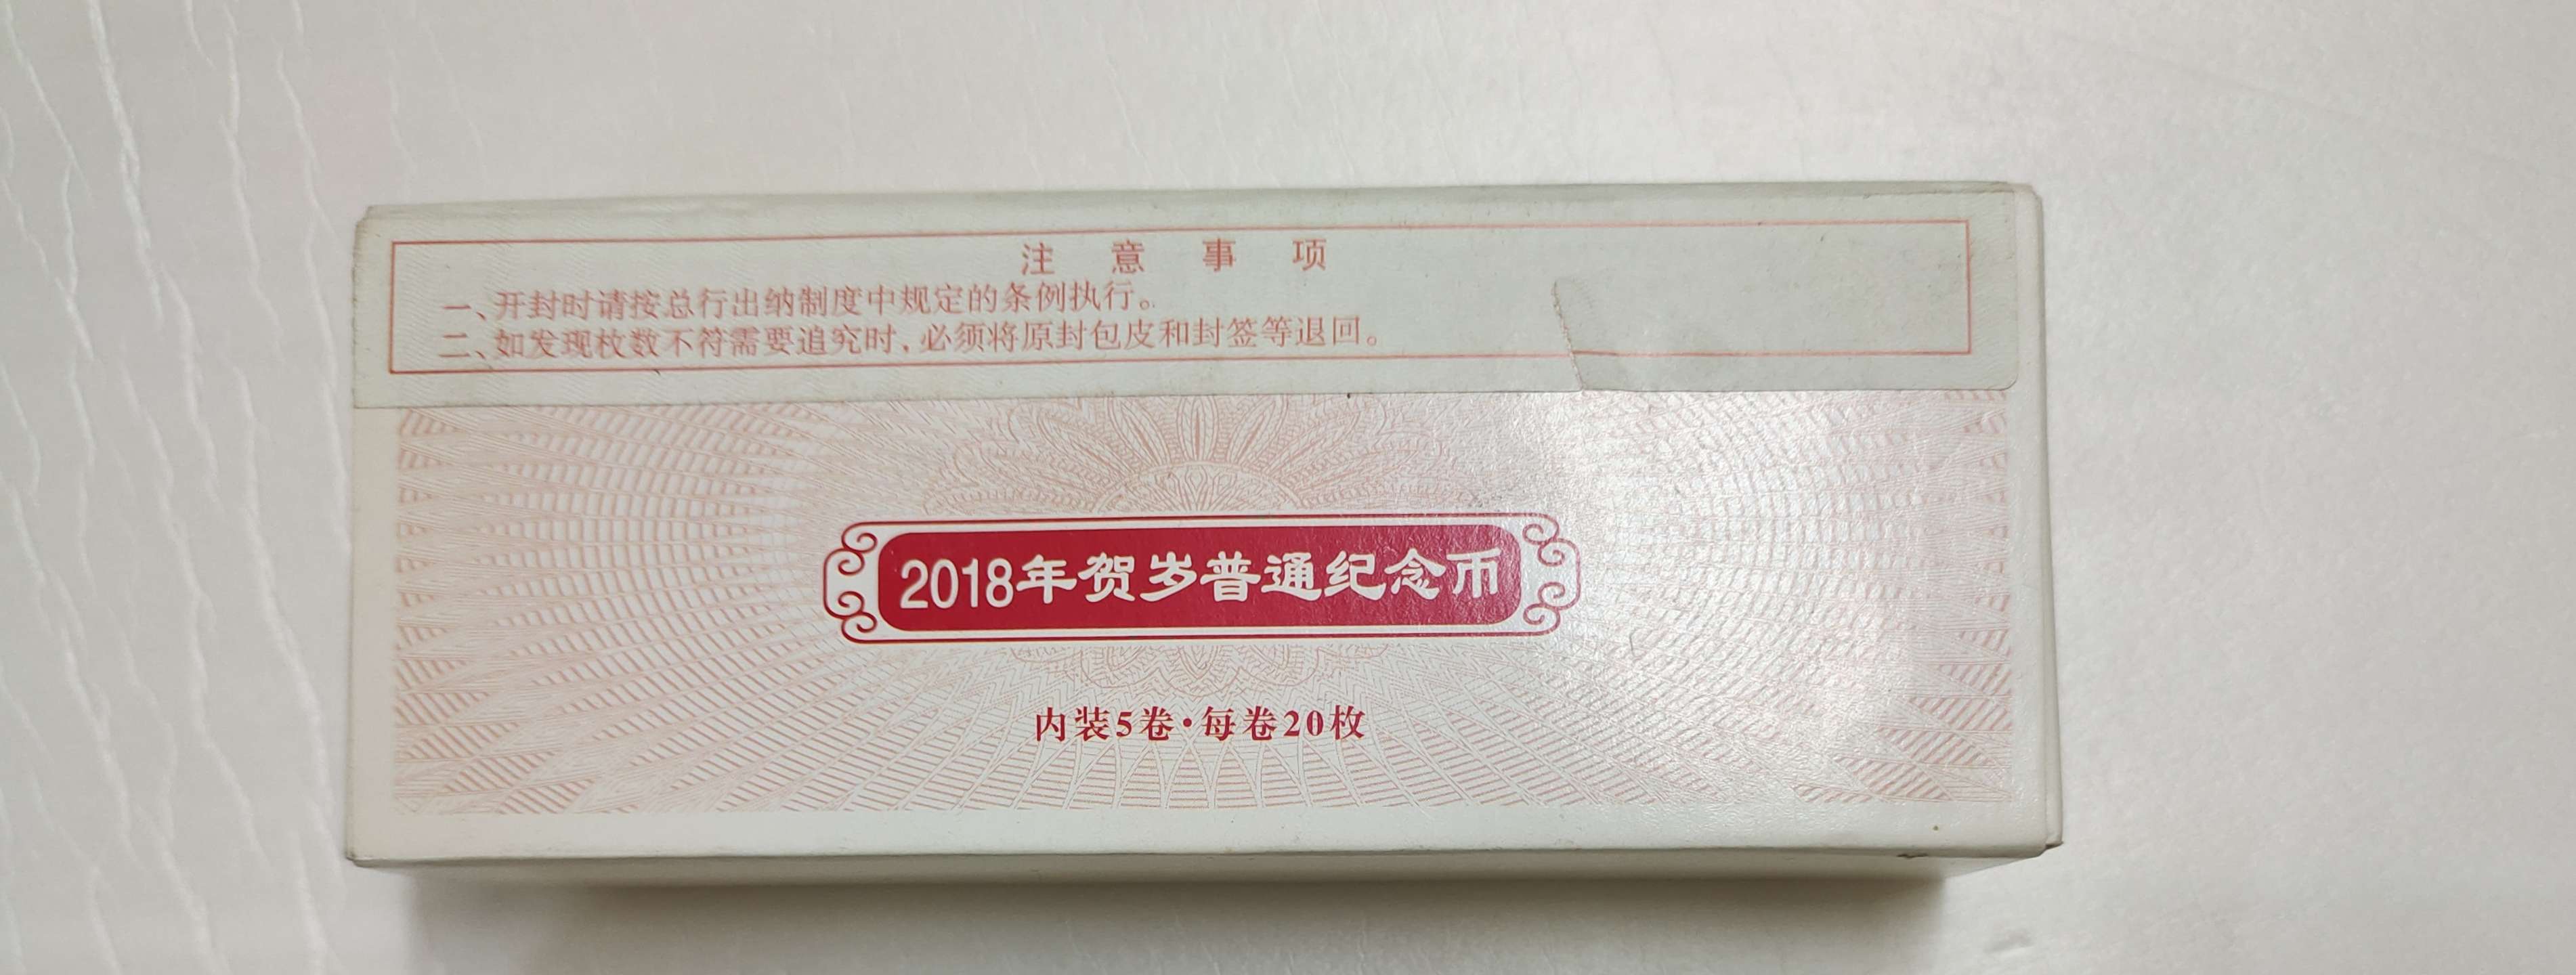 注意事项
一、开封时请按总行出纳制度中规定的条例执行。
二、如发现枚数不符需要追究时，必须将原封包皮和封签等退回。
2018年贺岁普通纪念币
内装5卷·每卷20枚